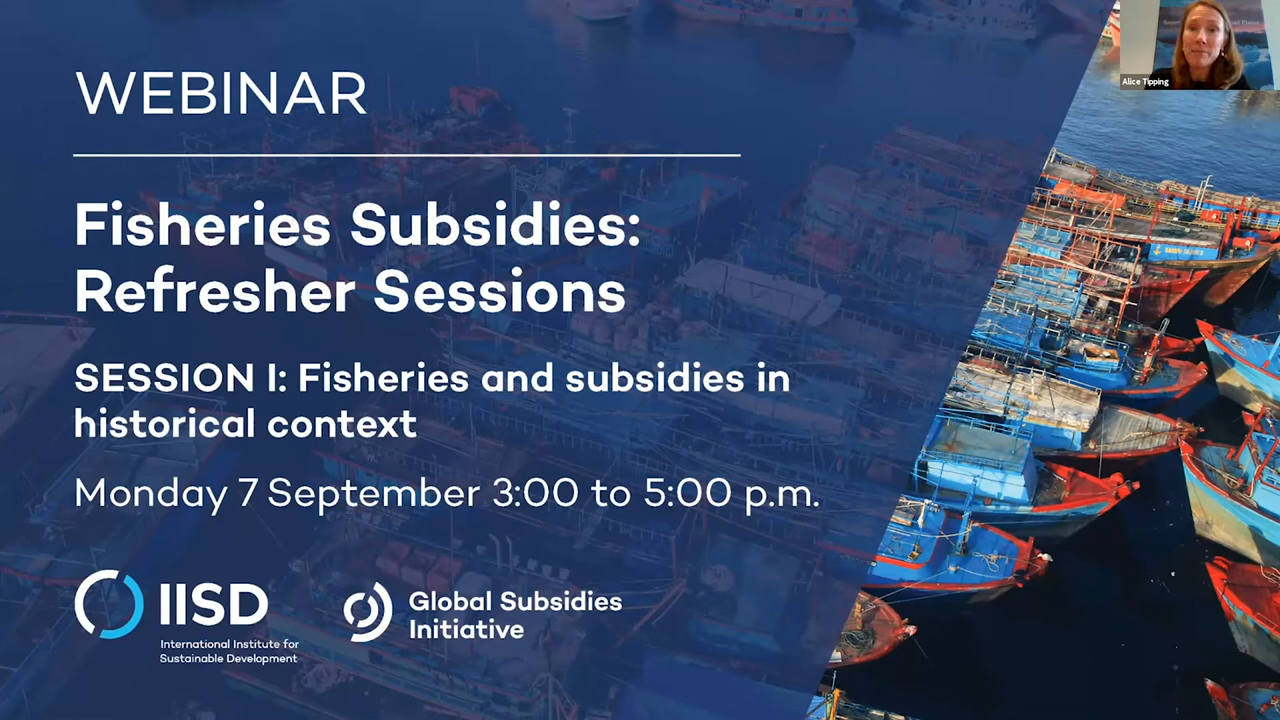 WEBINAR
Fisheries Subsidies:
Refresher Sessions
SESSION I: Fisheries and subsidies in
historical context
Monday 7 September 3:00 to 5:00 p.m.
IISD
International Institute for
Sustainable Development
Global Subsidies
Initiative
Alice Tipping